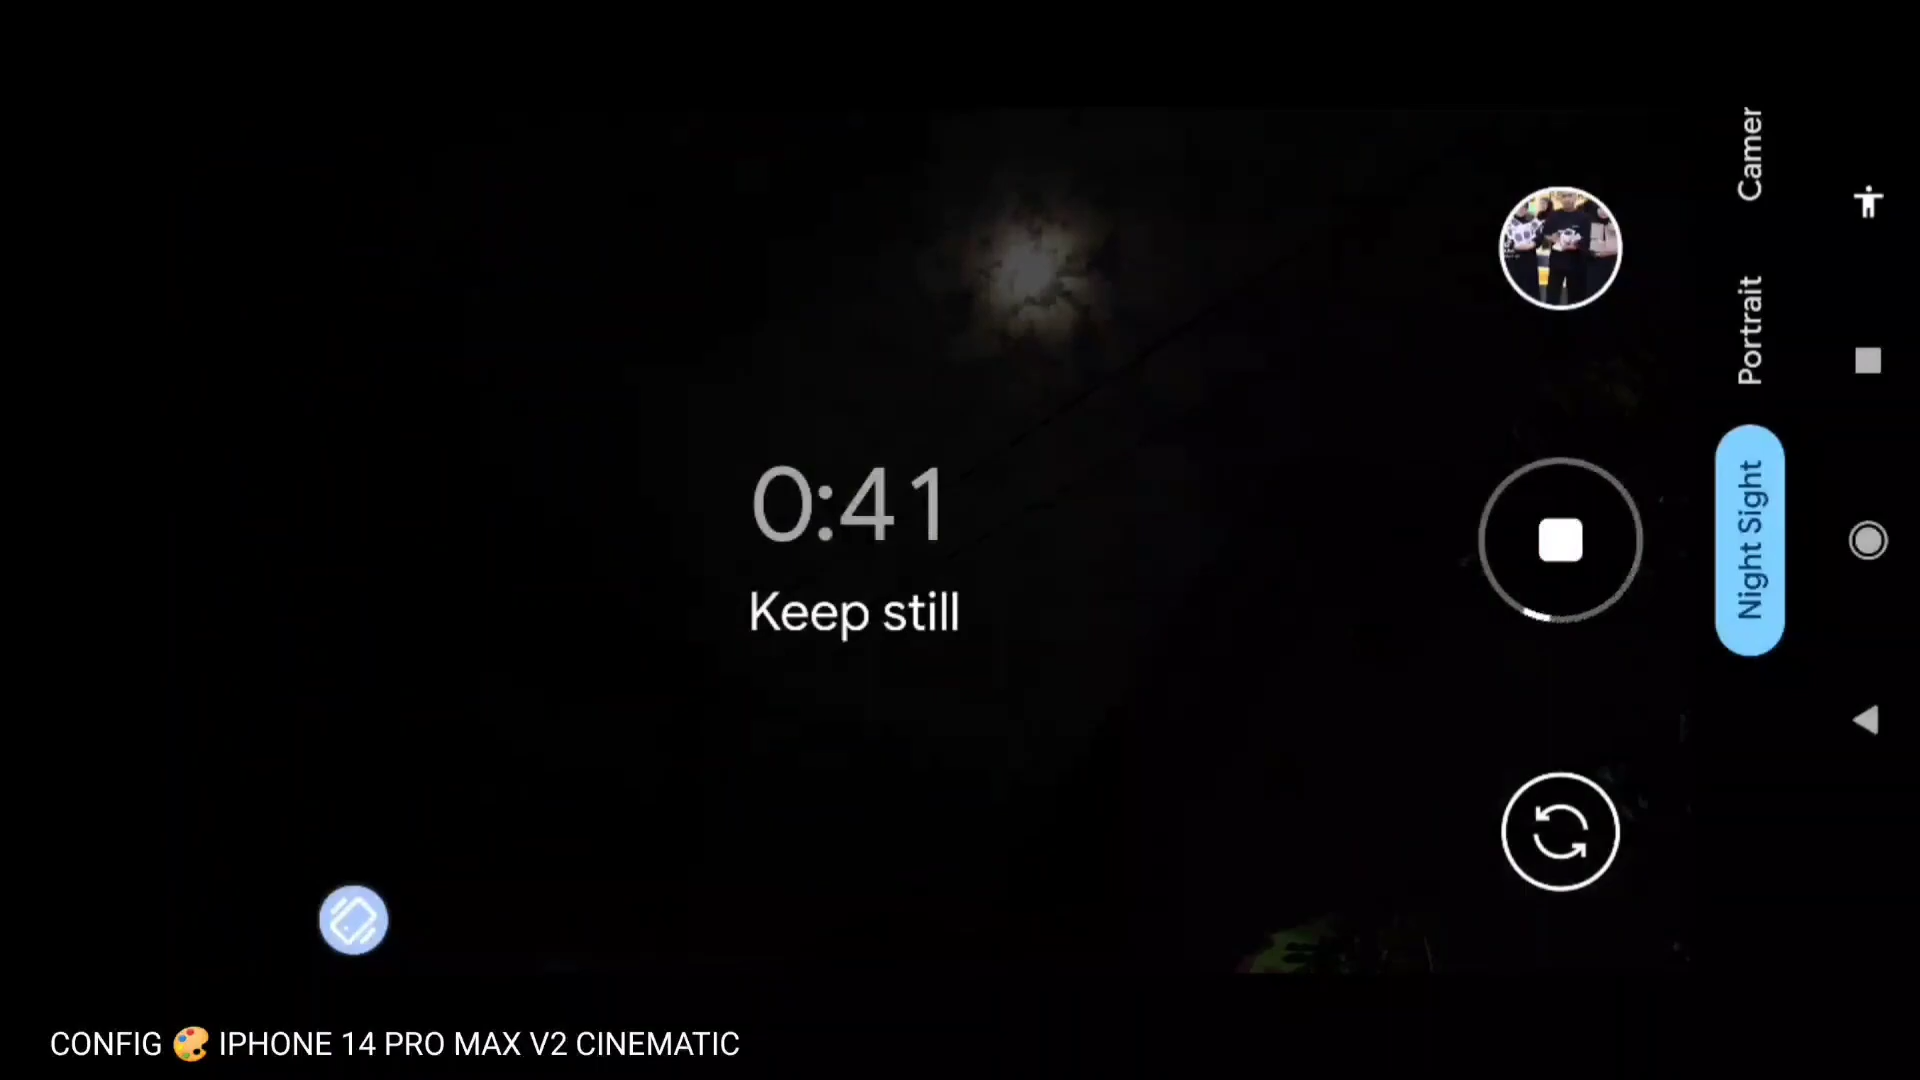 0:41
Keep still
Camer
Portrait
Night Sight
CONFIG 🎨 IPHONE 14 PRO MAX V2 CINEMATIC